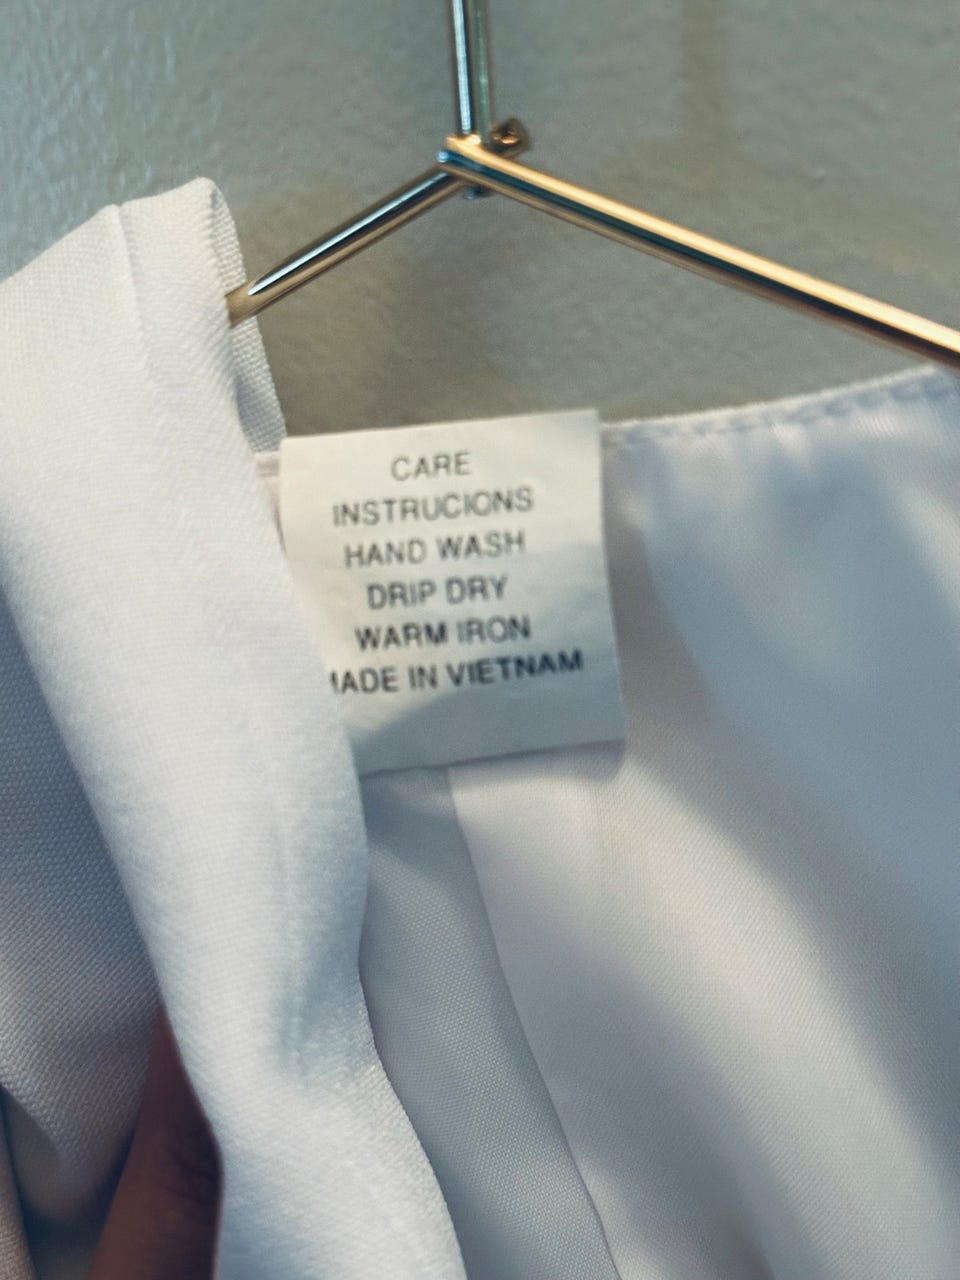 CARE
INSTRUCIONS
HAND WASH
DRIP DRY
WARM IRON
MADE IN VIETNAM